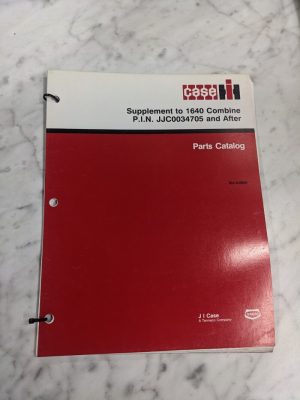 case IH
Supplement to 1640 Combine
P.I.N. JJC0034705 and After
Parts Catalog
J I Case
A Tenneco Company